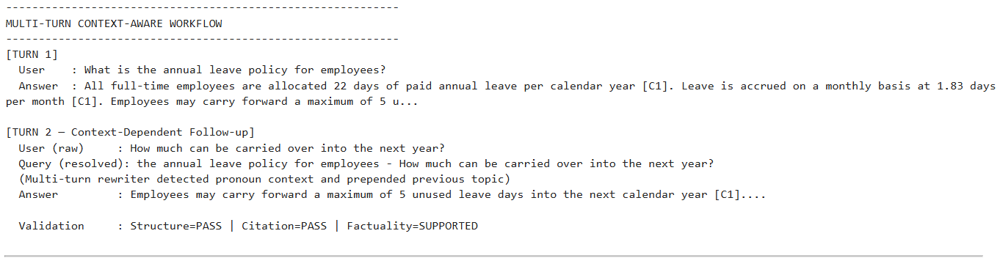 ------------------------------------------------------------
MULTI-TURN CONTEXT-AWARE WORKFLOW
------------------------------------------------------------
[TURN 1]
  User    : What is the annual leave policy for employees?
  Answer  : All full-time employees are allocated 22 days of paid annual leave per calendar year [C1]. Leave is accrued on a monthly basis at 1.83 days
per month [C1]. Employees may carry forward a maximum of 5 u...

[TURN 2 — Context-Dependent Follow-up]
  User (raw)     : How much can be carried over into the next year?
  Query (resolved): the annual leave policy for employees - How much can be carried over into the next year?
  (Multi-turn rewriter detected pronoun context and prepended previous topic)
  Answer         : Employees may carry forward a maximum of 5 unused leave days into the next calendar year [C1]....

  Validation     : Structure=PASS | Citation=PASS | Factuality=SUPPORTED